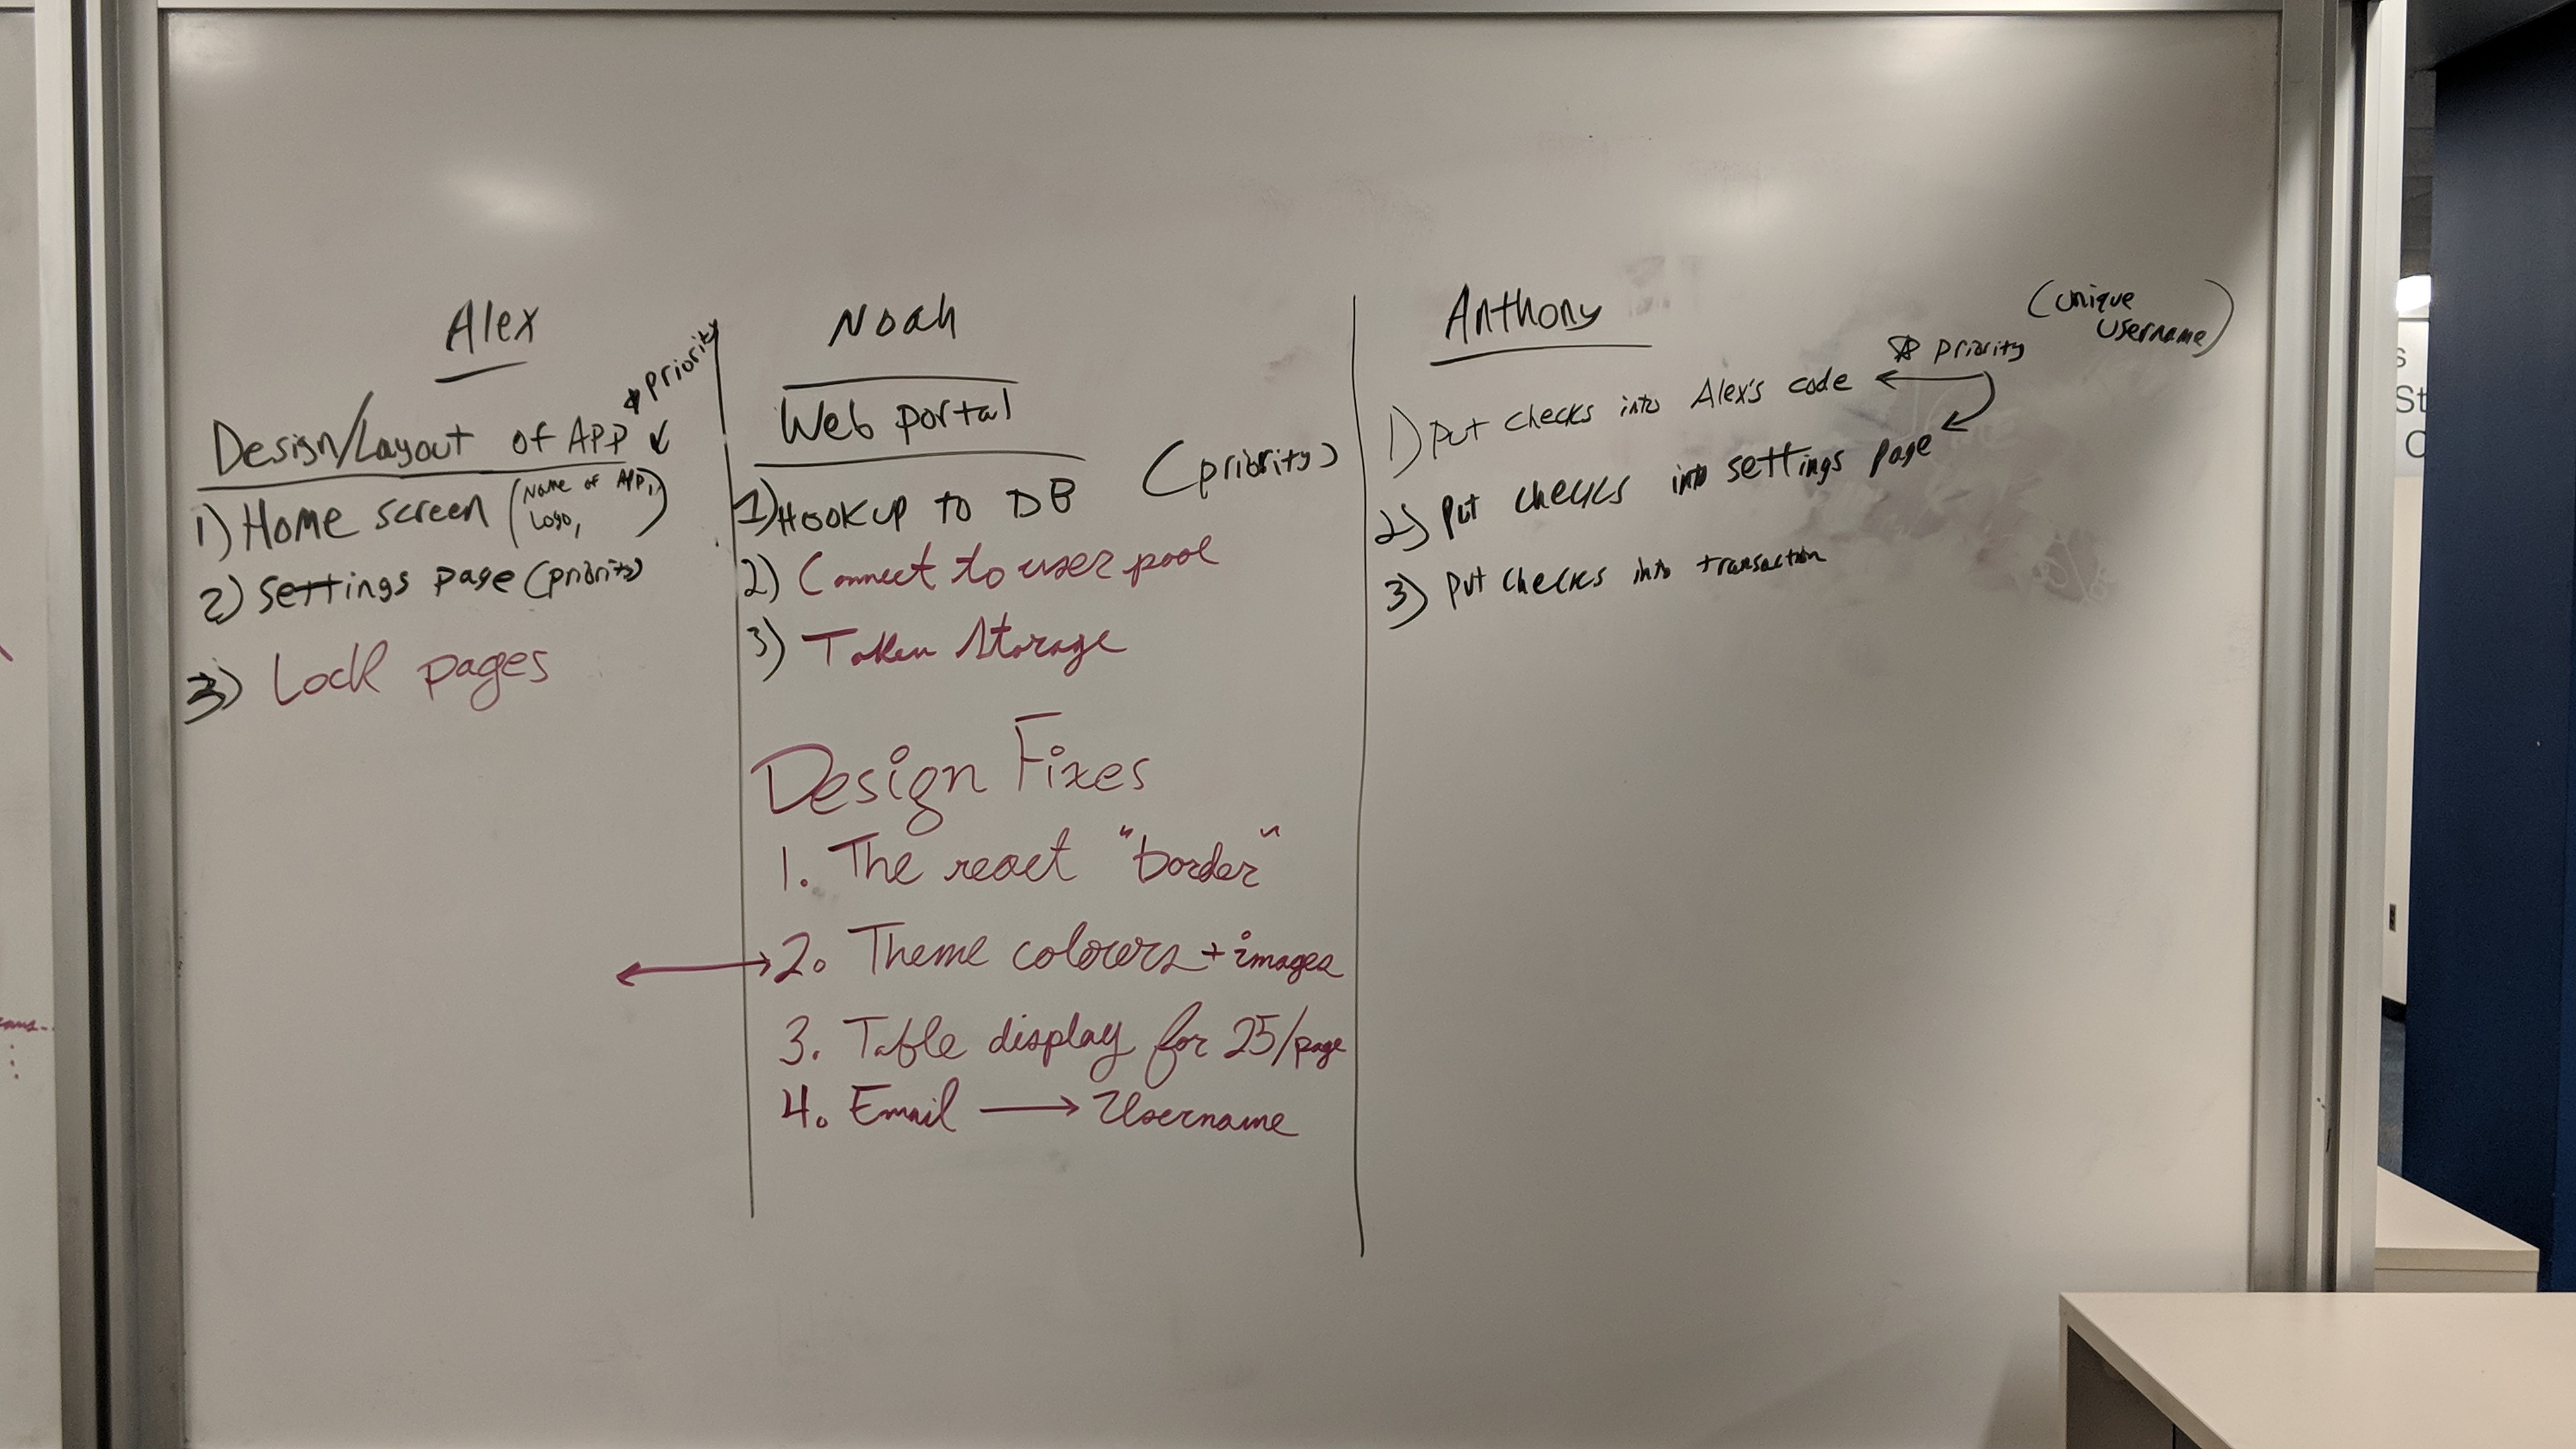 Alex
* priority
Design/Layout of APP
1) Home screen (Name of APP,
Logo, )
2) Settings page (priority)
3) Lock pages
Noah
Web portal
(priority)
1) Hook up to DB
2) Connect to user pool
3) Token Storage
Design Fixes
1. The react "border"
2. Theme colours + images
3. Table display for 25/page
4. Email → Username
Anthony
(unique
username)
☆ priority
1) Put checks into Alex's code
2) Put checks into settings page
3) Put checks into transaction
s
St
C